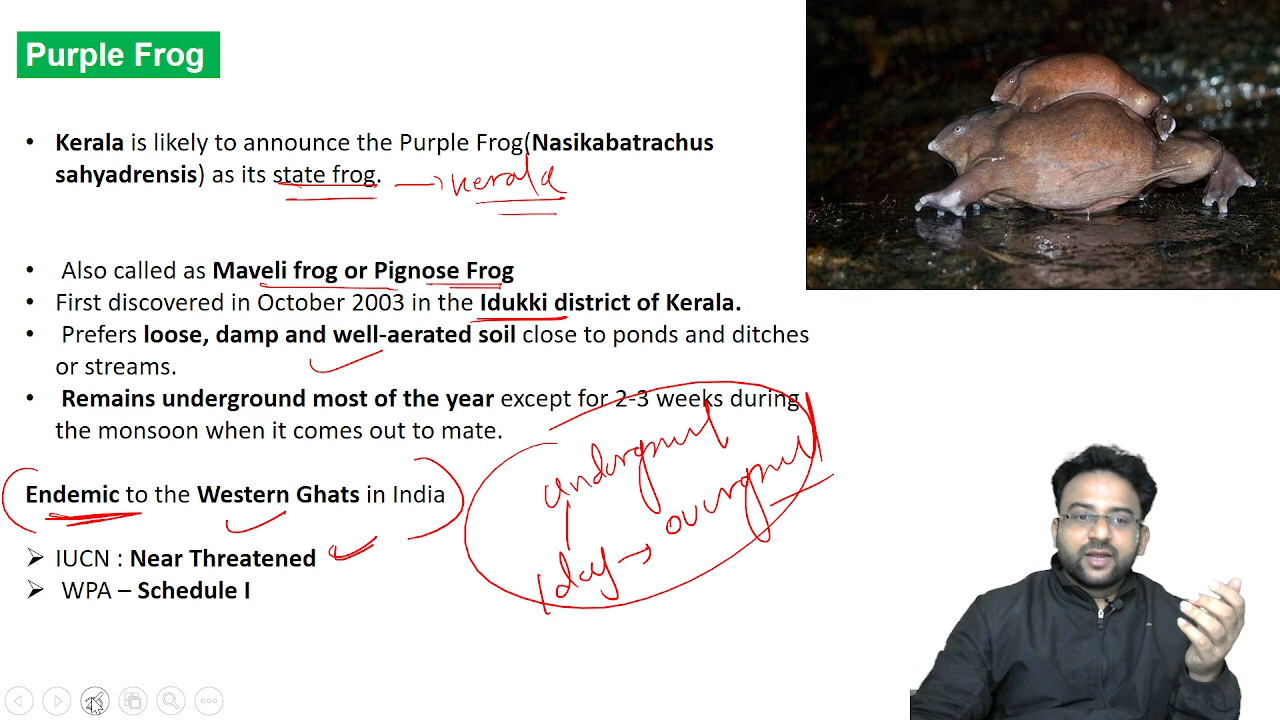 Purple Frog
• Kerala is likely to announce the Purple Frog(Nasikabatrachus
sahyadrensis) as its state frog. → Kerala
• Also called as Maveli frog or Pignose Frog
• First discovered in October 2003 in the Idukki district of Kerala.
• Prefers loose, damp and well-aerated soil close to ponds and ditches
or streams.
• Remains underground most of the year except for 2-3 weeks during
the monsoon when it comes out to mate.
Endemic to the Western Ghats in India
➢ IUCN : Near Threatened
➢ WPA – Schedule I
1 day →